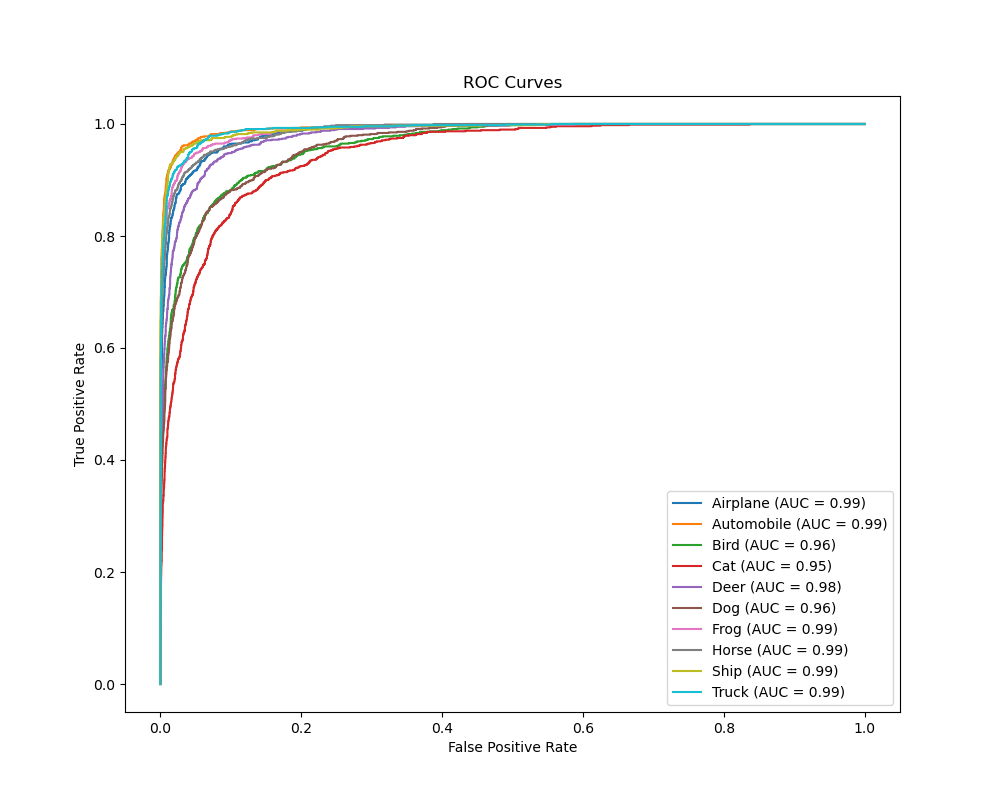 ROC Curves
True Positive Rate
1.0
0.8
0.6
0.4
0.2
0.0
Airplane (AUC = 0.99)
Automobile (AUC = 0.99)
Bird (AUC = 0.96)
Cat (AUC = 0.95)
Deer (AUC = 0.98)
Dog (AUC = 0.96)
Frog (AUC = 0.99)
Horse (AUC = 0.99)
Ship (AUC = 0.99)
Truck (AUC = 0.99)
0.0 0.2 0.4 0.6 0.8 1.0
False Positive Rate